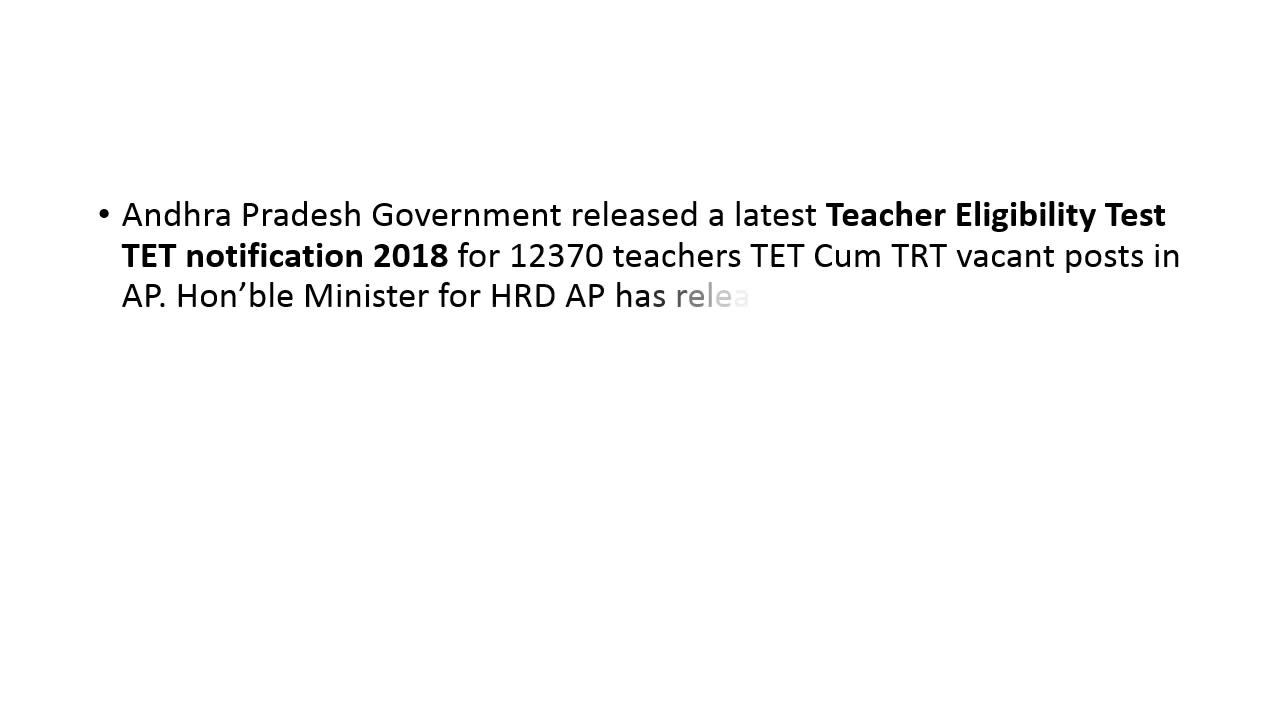 • Andhra Pradesh Government released a latest Teacher Eligibility Test
TET notification 2018 for 12370 teachers TET Cum TRT vacant posts in
AP. Hon’ble Minister for HRD AP has relea